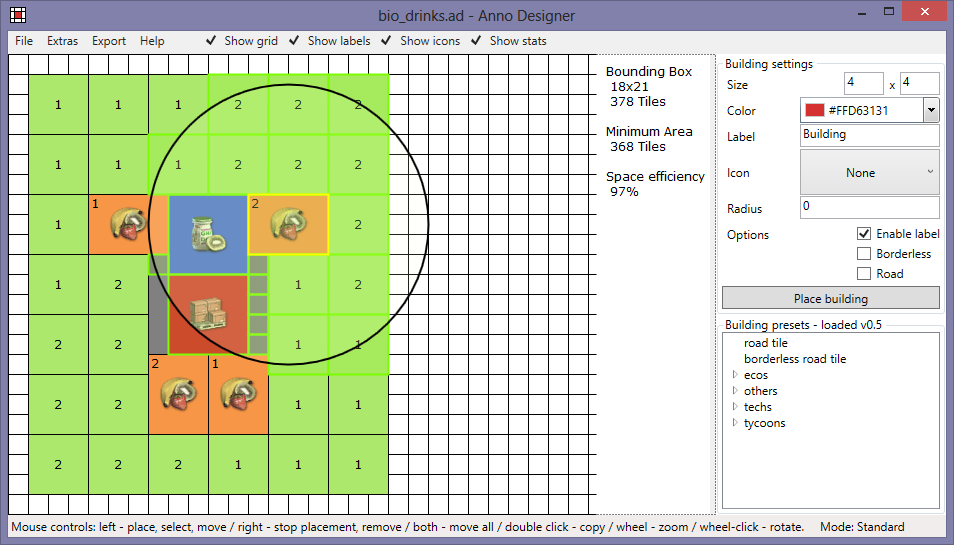 bio_drinks.ad - Anno Designer
File Extras Export Help Show grid Show labels Show icons Show stats
1 1 1 2 2 2
1 1 1 2 2 2
1 1 2 2
1 2 1 2
2 2 1 1
2 2 2 1 1 1
2 2 2 1 1 1
Bounding Box
18x21
378 Tiles
Minimum Area
368 Tiles
Space efficiency
97%
Building settings
Size 4 x 4
Color #FFD63131
Label Building
Icon None
Radius 0
Options Enable label
Borderless
Road
Place building
Building presets - loaded v0.5
road tile
borderless road tile
ecos
others
techs
tycoons
Mouse controls: left - place, select, move / right - stop placement, remove / both - move all / double click - copy / wheel - zoom / wheel-click - rotate. Mode: Standard